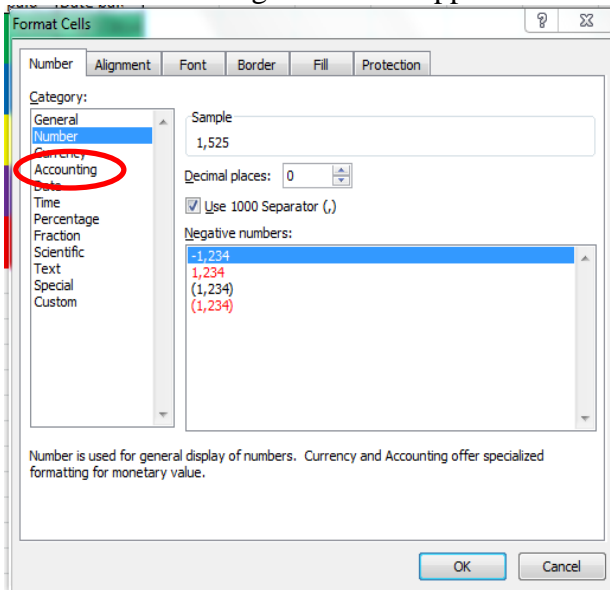 Format Cells
Number Alignment Font Border Fill Protection
Category:
General
Number
Currency
Accounting
Date
Time
Percentage
Fraction
Scientific
Text
Special
Custom
Sample
1,525
Decimal places: 0
Use 1000 Separator (,)
Negative numbers:
-1,234
1,234
(1,234)
(1,234)
Number is used for general display of numbers. Currency and Accounting offer specialized
formatting for monetary value.
OK Cancel